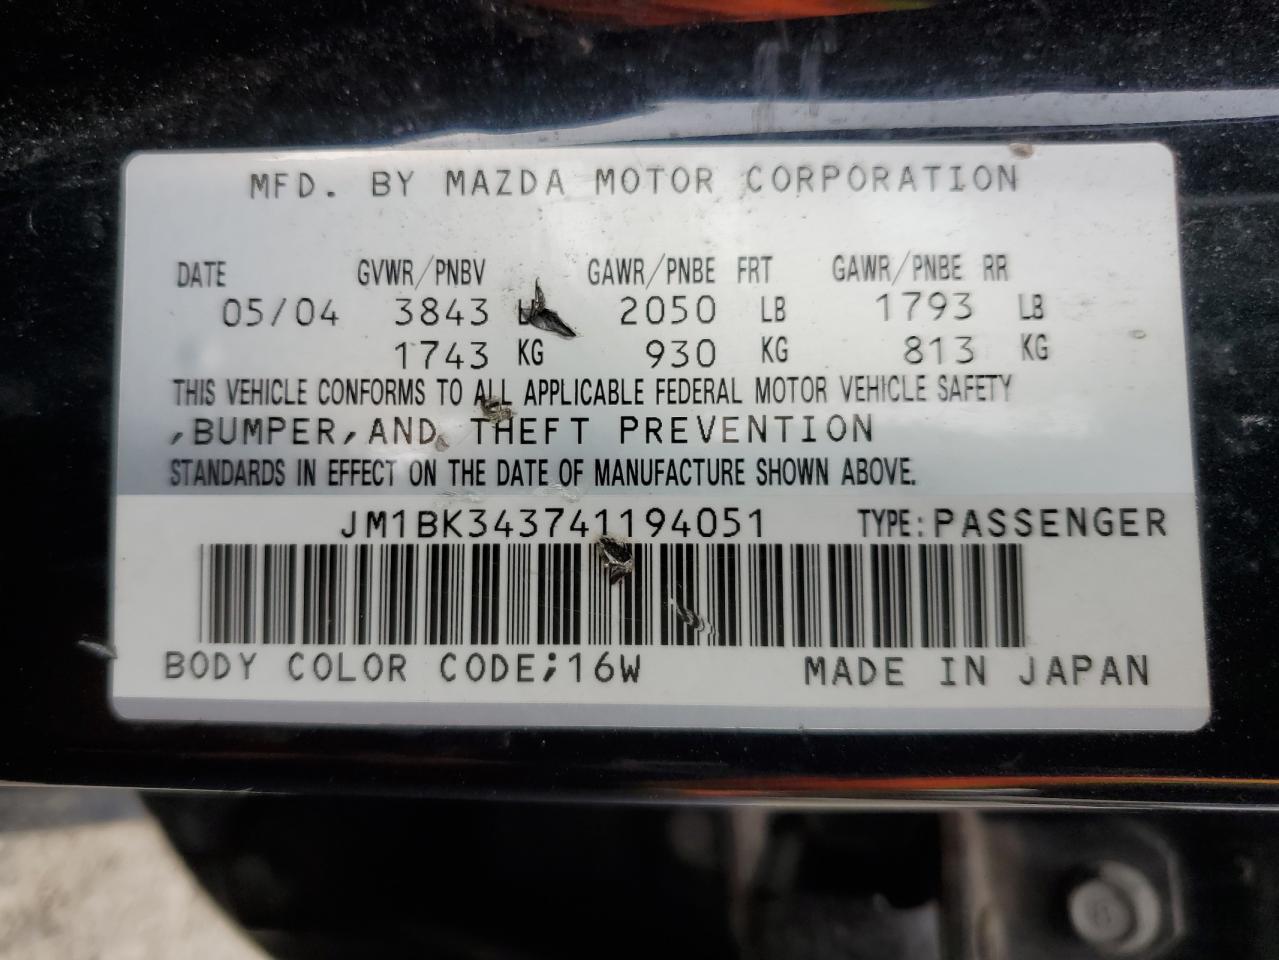 MFD. BY MAZDA MOTOR CORPORATION
DATE GVWR/PNBV GAWR/PNBE FRT GAWR/PNBE RR
05/04 3843 LB 2050 LB 1793 LB
1743 KG 930 KG 813 KG
THIS VEHICLE CONFORMS TO ALL APPLICABLE FEDERAL MOTOR VEHICLE SAFETY
,BUMPER,AND THEFT PREVENTION
STANDARDS IN EFFECT ON THE DATE OF MANUFACTURE SHOWN ABOVE.
JM1BK343741194051 TYPE:PASSENGER
BODY COLOR CODE;16W MADE IN JAPAN